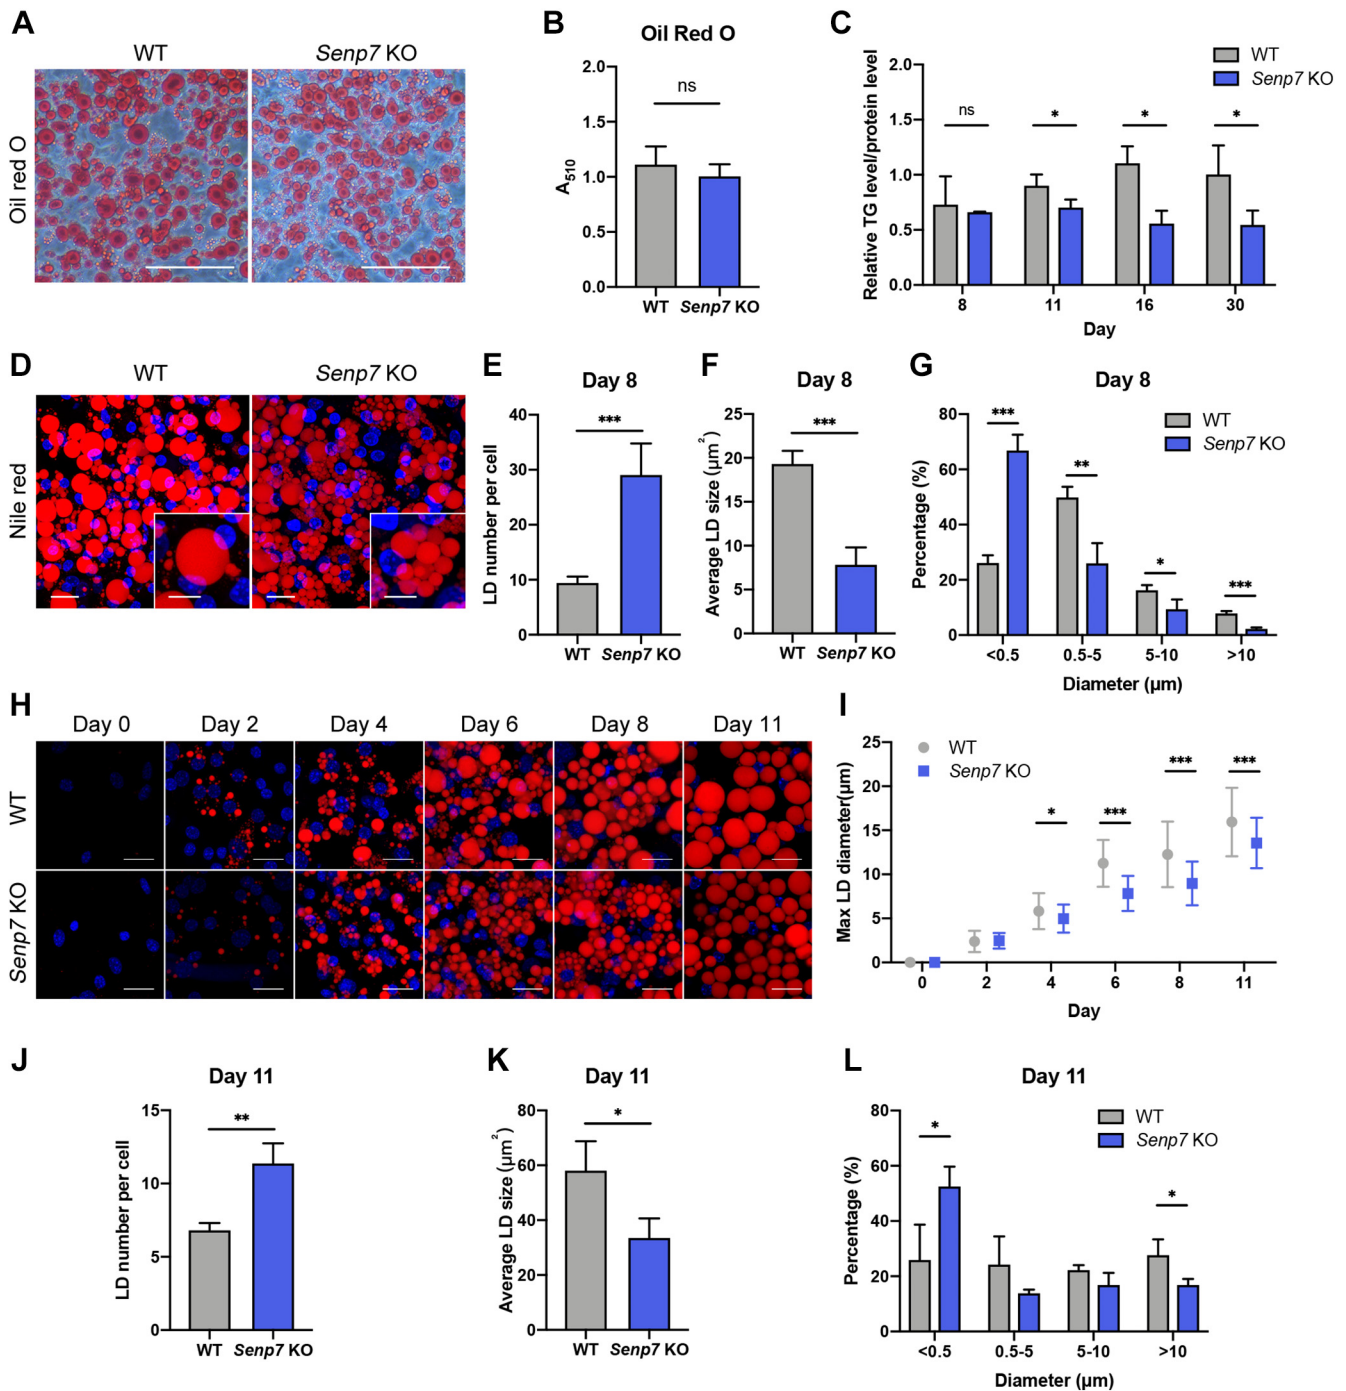 A
WT
Senp7 KO
Oil red O
B
Oil Red O
A510
2.0
1.5
1.0
0.5
0.0
ns
WT
Senp7 KO
C
WT
Senp7 KO
Relative TG level/protein level
2.0
1.5
1.0
0.5
0.0
ns
*
*
*
8
11
16
30
Day
D
WT
Senp7 KO
Nile red
E
Day 8
LD number per cell
40
30
20
10
0
***
WT
Senp7 KO
F
Day 8
Average LD size (µm²)
25
20
15
10
5
0
***
WT
Senp7 KO
G
Day 8
WT
Senp7 KO
Percentage (%)
80
60
40
20
0
***
**
*
***
<0.5
0.5-5
5-10
>10
Diameter (µm)
H
Day 0
Day 2
Day 4
Day 6
Day 8
Day 11
WT
Senp7 KO
I
WT
Senp7 KO
Max LD diameter(µm)
25
20
15
10
5
0
*
***
***
***
0
2
4
6
8
11
Day
J
Day 11
LD number per cell
15
10
5
0
**
WT
Senp7 KO
K
Day 11
Average LD size (µm²)
80
60
40
20
0
*
WT
Senp7 KO
L
Day 11
WT
Senp7 KO
Percentage (%)
80
60
40
20
0
*
*
<0.5
0.5-5
5-10
>10
Diameter (µm)